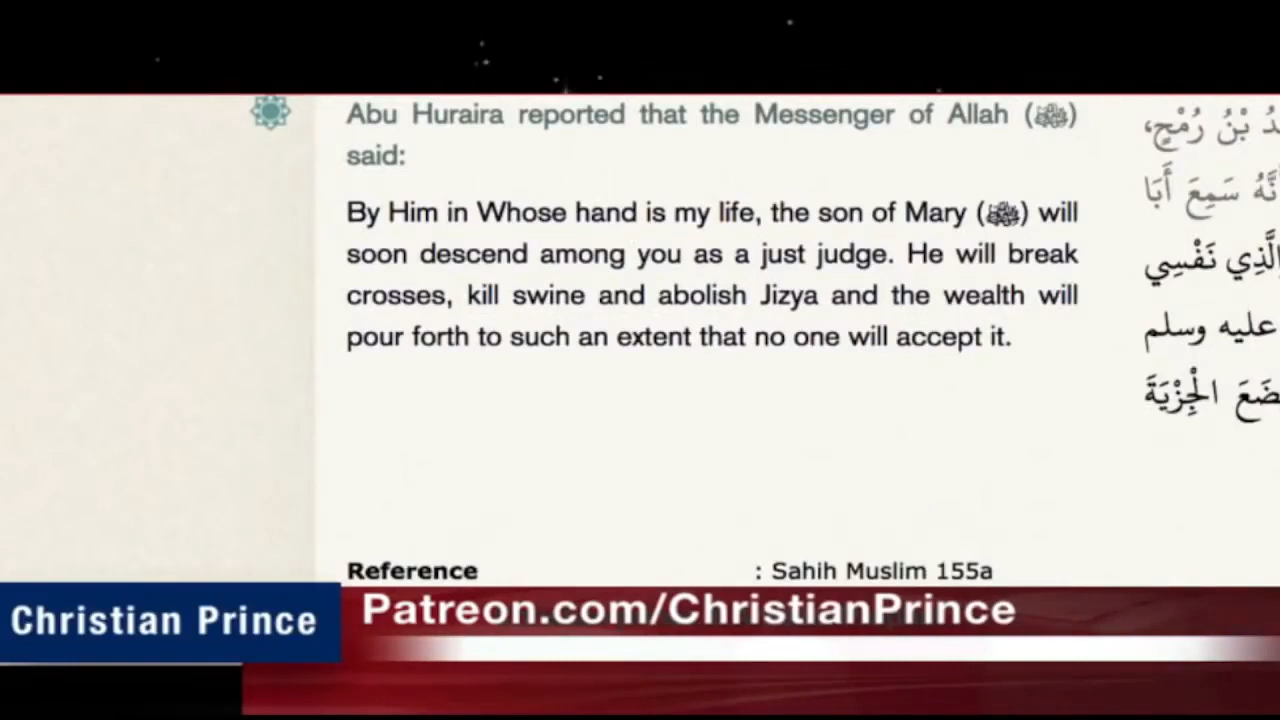 Abu Huraira reported that the Messenger of Allah (ﷺ)
said:
By Him in Whose hand is my life, the son of Mary (ﷺ) will
soon descend among you as a just judge. He will break
crosses, kill swine and abolish Jizya and the wealth will
pour forth to such an extent that no one will accept it.
بْنُ رُمْحٍ،
سَمِعَ أَبَا
الَّذِي نَفْسِي
عليه وسلم
الْجِزْيَةَ
Reference : Sahih Muslim 155a
Christian Prince
Patreon.com/ChristianPrince